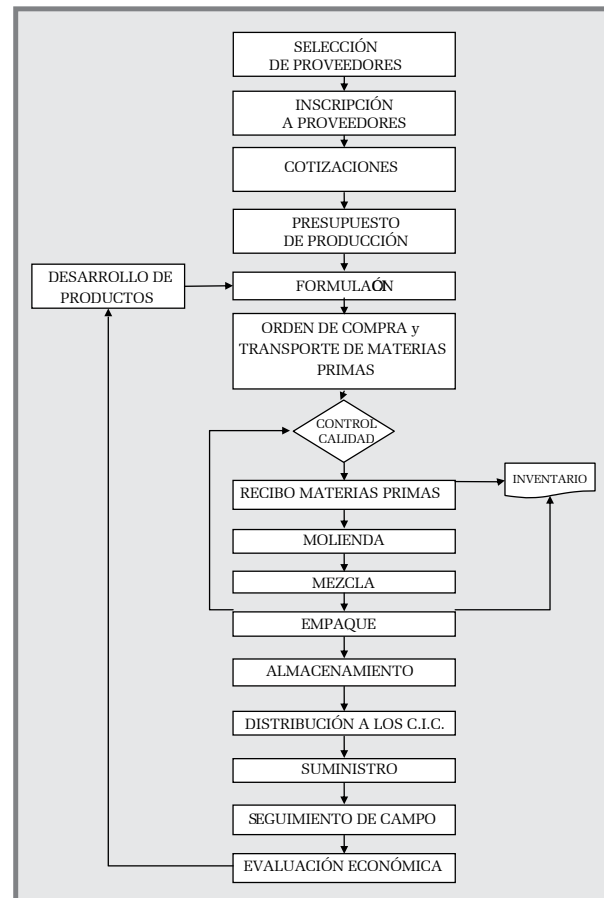 SELECCIÓN
DE PROVEEDORES
INSCRIPCIÓN
A PROVEEDORES
COTIZACIONES
PRESUPUESTO
DE PRODUCCIÓN
DESARROLLO DE
PRODUCTOS
FORMULACIÓN
ORDEN DE COMPRA y
TRANSPORTE DE MATERIAS
PRIMAS
CONTROL
CALIDAD
RECIBO MATERIAS PRIMAS
INVENTARIO
MOLIENDA
MEZCLA
EMPAQUE
ALMACENAMIENTO
DISTRIBUCIÓN A LOS C.I.C.
SUMINISTRO
SEGUIMIENTO DE CAMPO
EVALUACIÓN ECONÓMICA